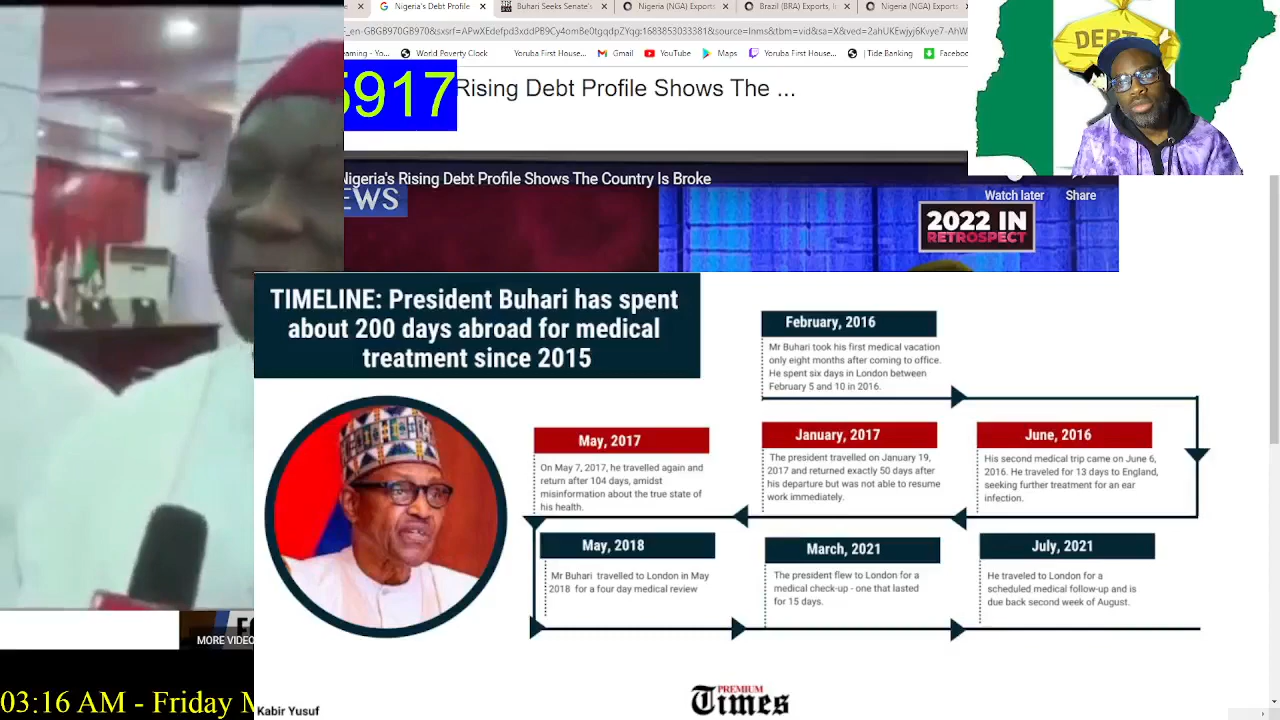 Nigeria's Debt Profile
Buhari Seeks Senate's
Nigeria (NGA) Exports,
Nigeria (NGA) Exports,
Brazil (BRA) Exports, I
Nigeria (NGA) Exports,
World Poverty Clock
Yoruba First House...
Gmail
YouTube
Maps
TC. First House,...
Big Tanking
Facebook
DEBT
5917
Rising Debt Profile Shows The ...
Nigeria's Rising Debt Profile Shows The Country Is Broke
Watch later
Share
EWS
2022 IN
RETROSPECT
TIMELINE: President Buhari has spent
about 200 days abroad for medical
treatment since 2015
February, 2016
Mr Buhari took his first medical vacation
only eight months after coming to office.
He spent six days in London between
February 5 and 10 in 2016.
May, 2017
On May 7, 2017, he travelled again and
return after 104 days, amidst
misinformation about the true state of
his health.
January, 2017
The president travelled on January 19,
2017 and returned exactly 50 days after
his departure but was not able to resume
work immediately.
June, 2016
His second medical trip came on June 6,
2016. He traveled for 13 days to England,
seeking further treatment for an ear
infection.
May, 2018
Mr Buhari travelled to London in May
2018 for a four day medical review
March, 2021
The president flew to London for a
medical check-up - one that lasted
for 15 days.
July, 2021
He traveled to London for a
scheduled medical follow-up and is
due back second week of August.
MORE VIDEO
03:16 AM - Friday M
Kabir Yusuf
PREMIUM
Times